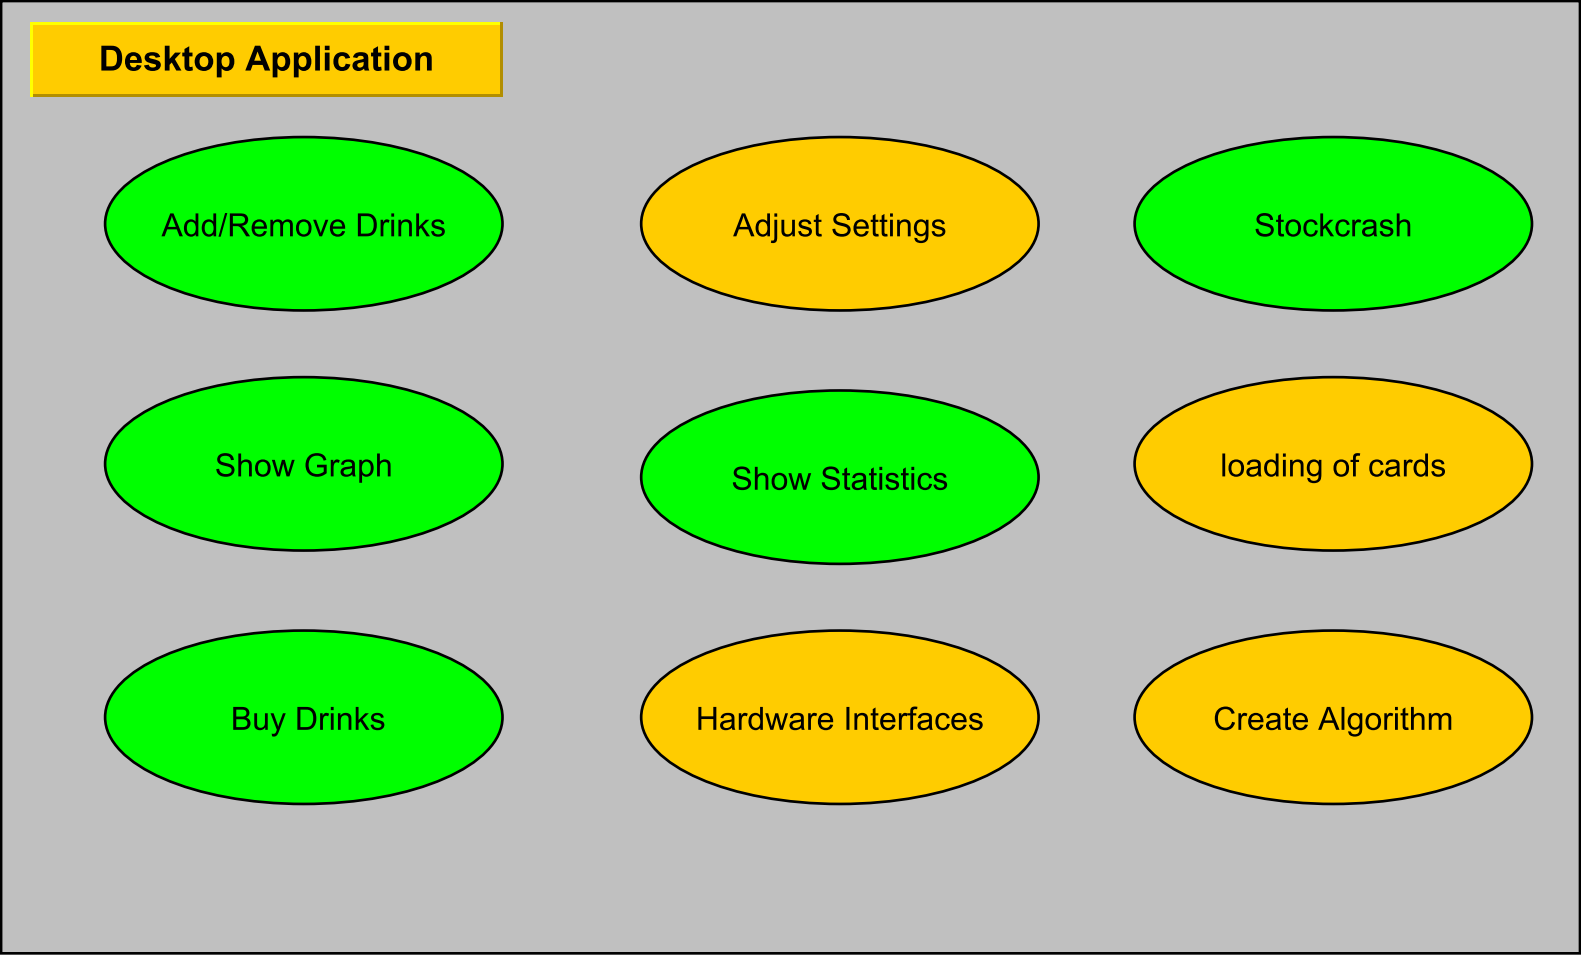 Desktop Application
Add/Remove Drinks
Adjust Settings
Stockcrash
Show Graph
Show Statistics
loading of cards
Buy Drinks
Hardware Interfaces
Create Algorithm